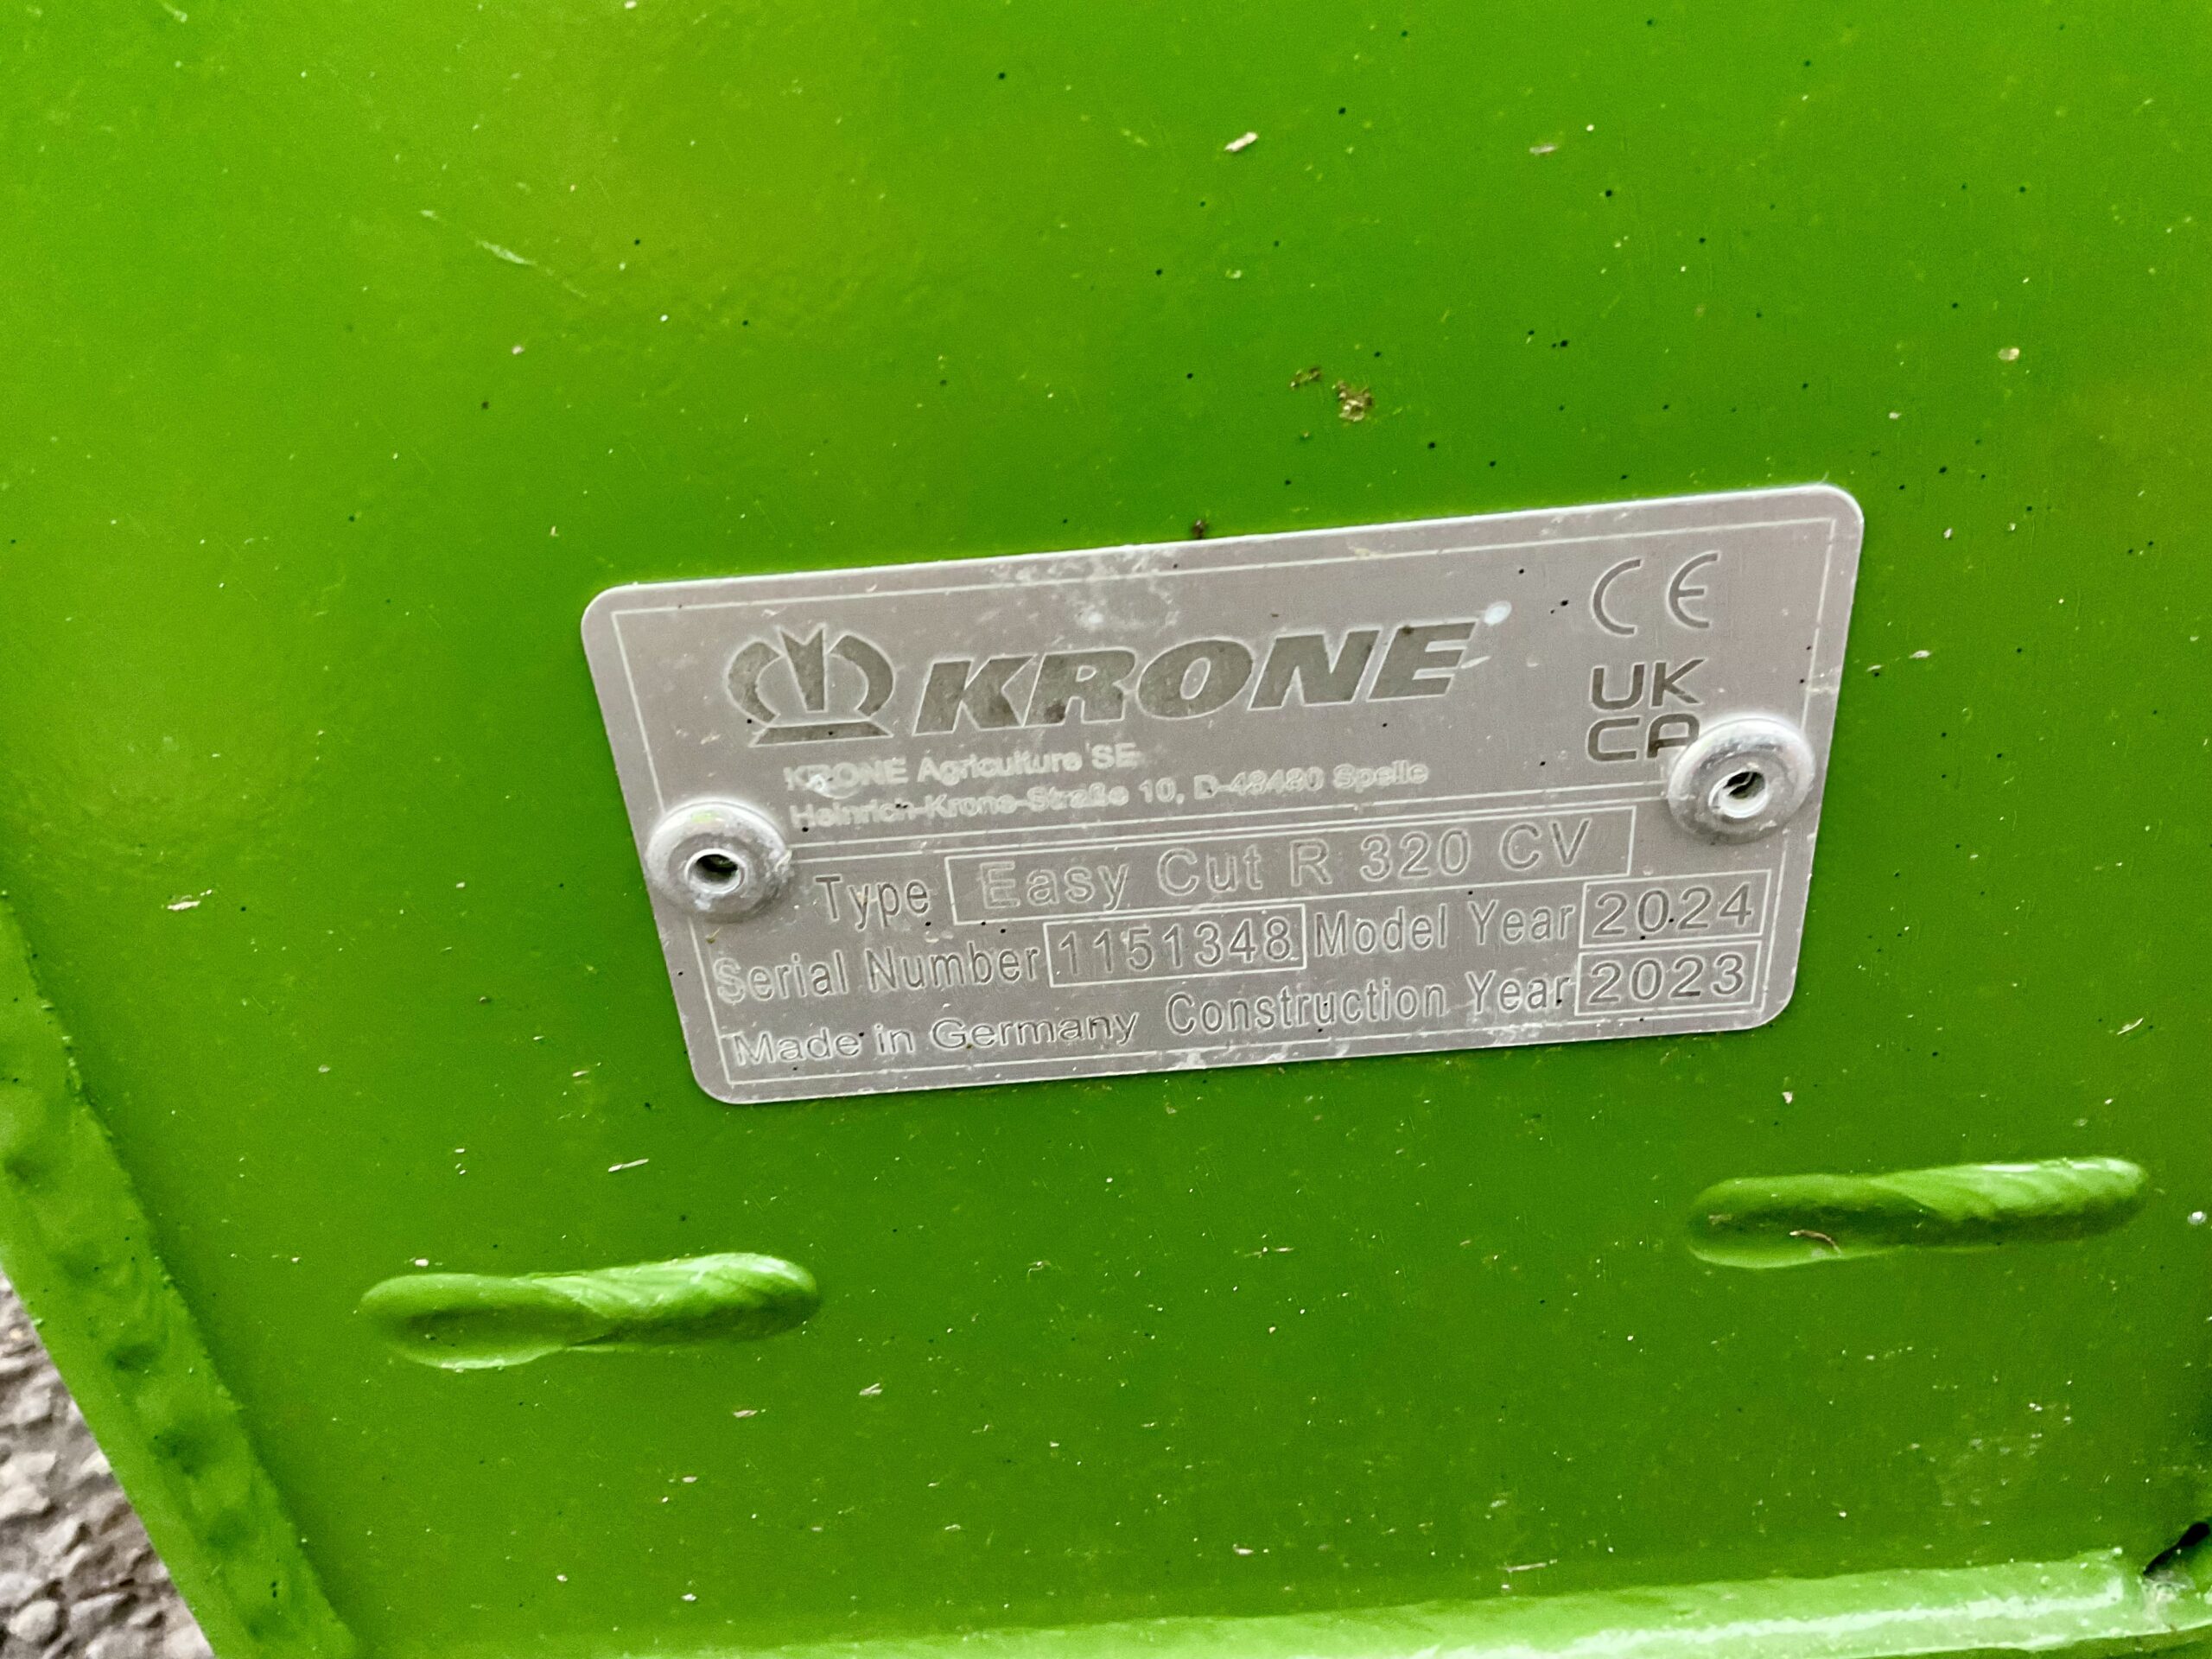 KRONE
CE
UK
CA
KRONE Agriculture SE
Heinrich-Krone-Straße 10, D-48480 Spelle
Type Easy Cut R 320 CV
Serial Number 1151348 Model Year 2024
Made in Germany Construction Year 2023